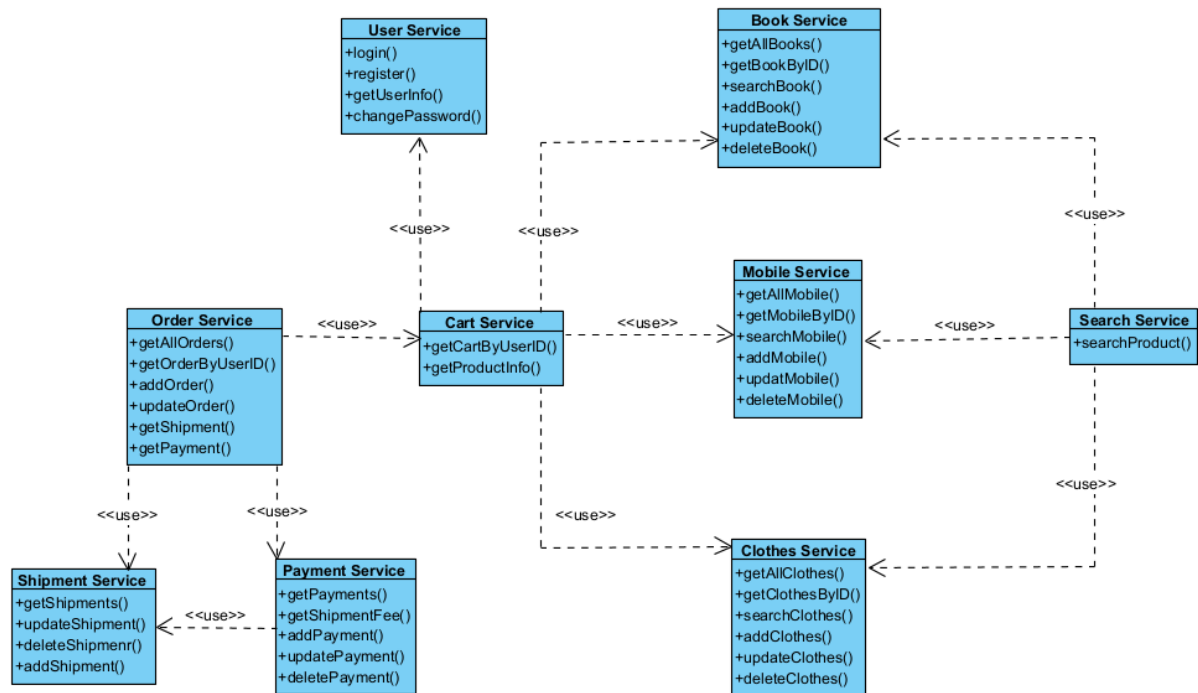 User Service
+login()
+register()
+getUserInfo()
+changePassword()
Book Service
+getAllBooks()
+getBookByID()
+searchBook()
+addBook()
+updateBook()
+deleteBook()
<<use>>
<<use>>
<<use>>
Mobile Service
+getAllMobile()
+getMobileByID()
+searchMobile()
+addMobile()
+updatMobile()
+deleteMobile()
Order Service
+getAllOrders()
+getOrderByUserID()
+addOrder()
+updateOrder()
+getShipment()
+getPayment()
<<use>>
Cart Service
+getCartByUserID()
+getProductInfo()
<<use>>
<<use>>
Search Service
+searchProduct()
<<use>>
<<use>>
<<use>>
<<use>>
Shipment Service
+getShipments()
+updateShipment()
+deleteShipmenr()
+addShipment()
<<use>>
Payment Service
+getPayments()
+getShipmentFee()
+addPayment()
+updatePayment()
+deletePayment()
Clothes Service
+getAllClothes()
+getClothesByID()
+searchClothes()
+addClothes()
+updateClothes()
+deleteClothes()